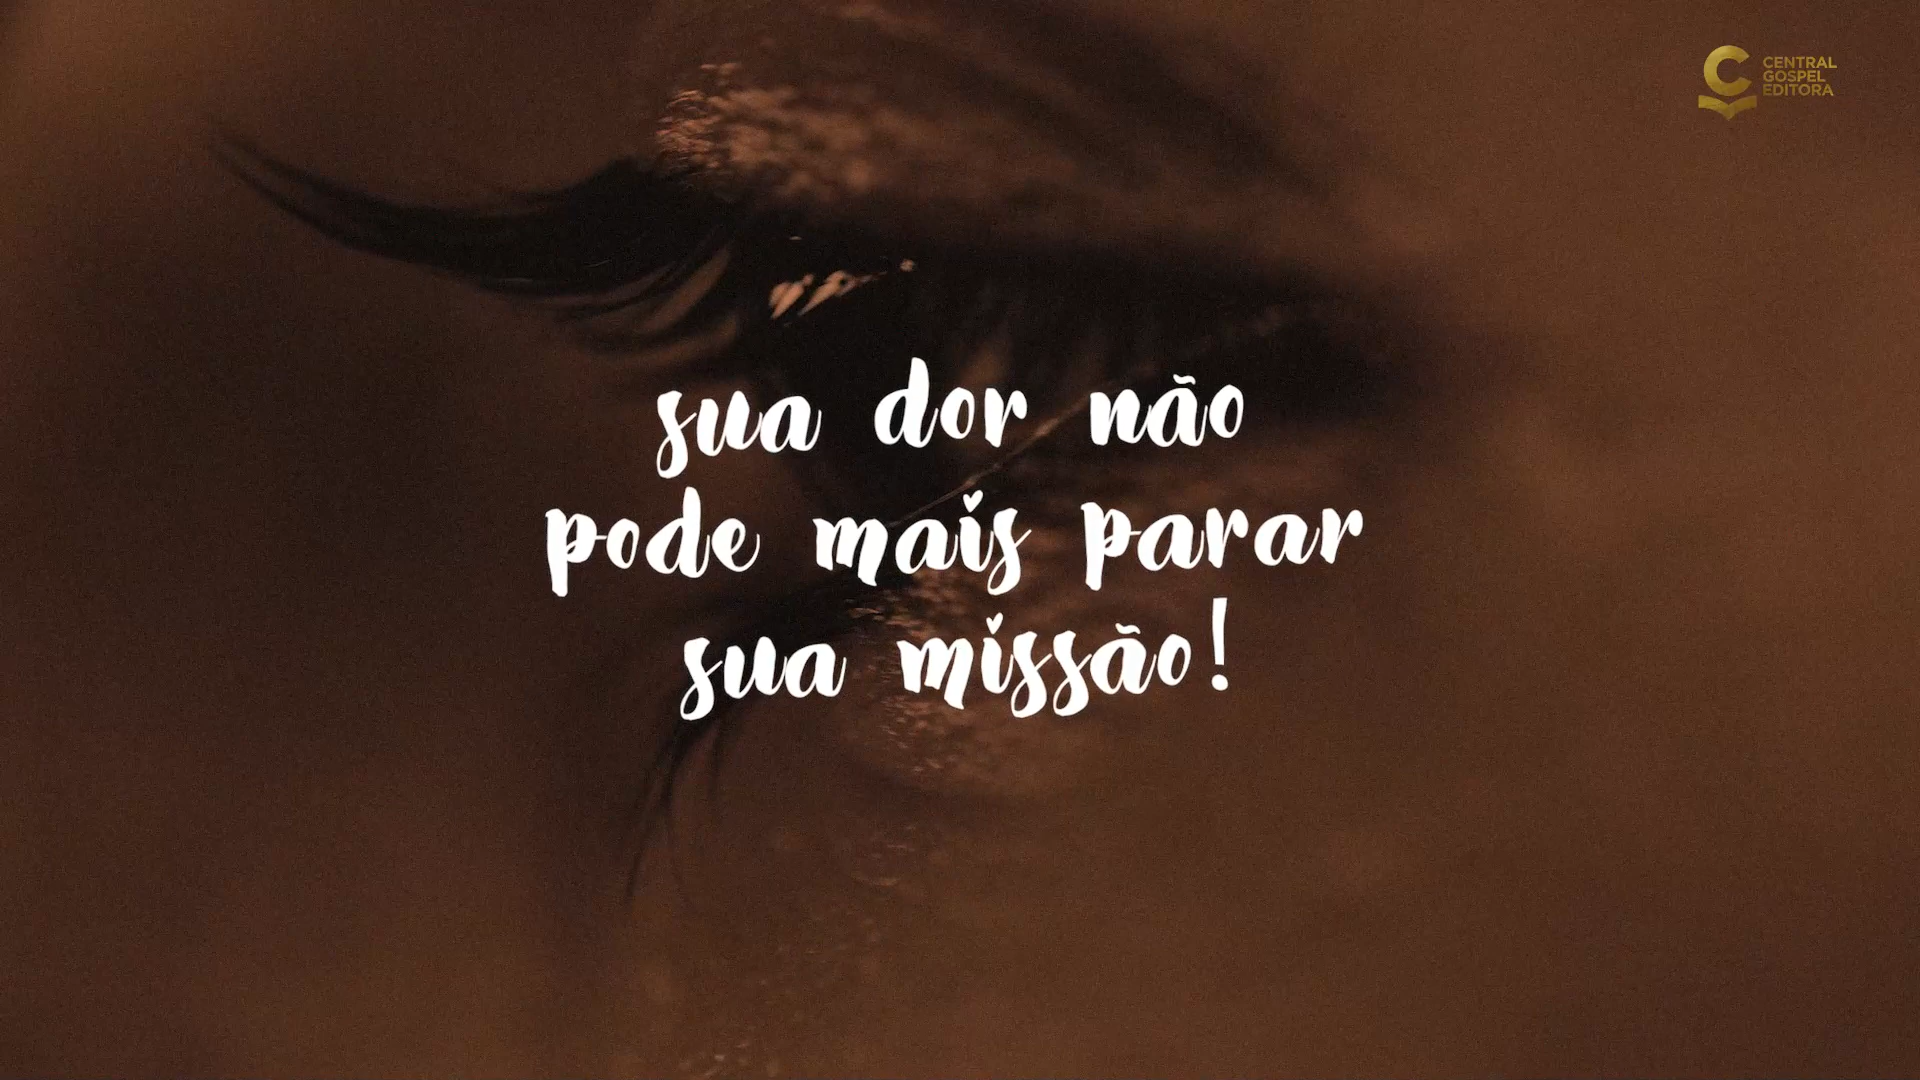 CENTRAL
GOSPEL
EDITORA
sua dor não
pode mais parar
sua missão!